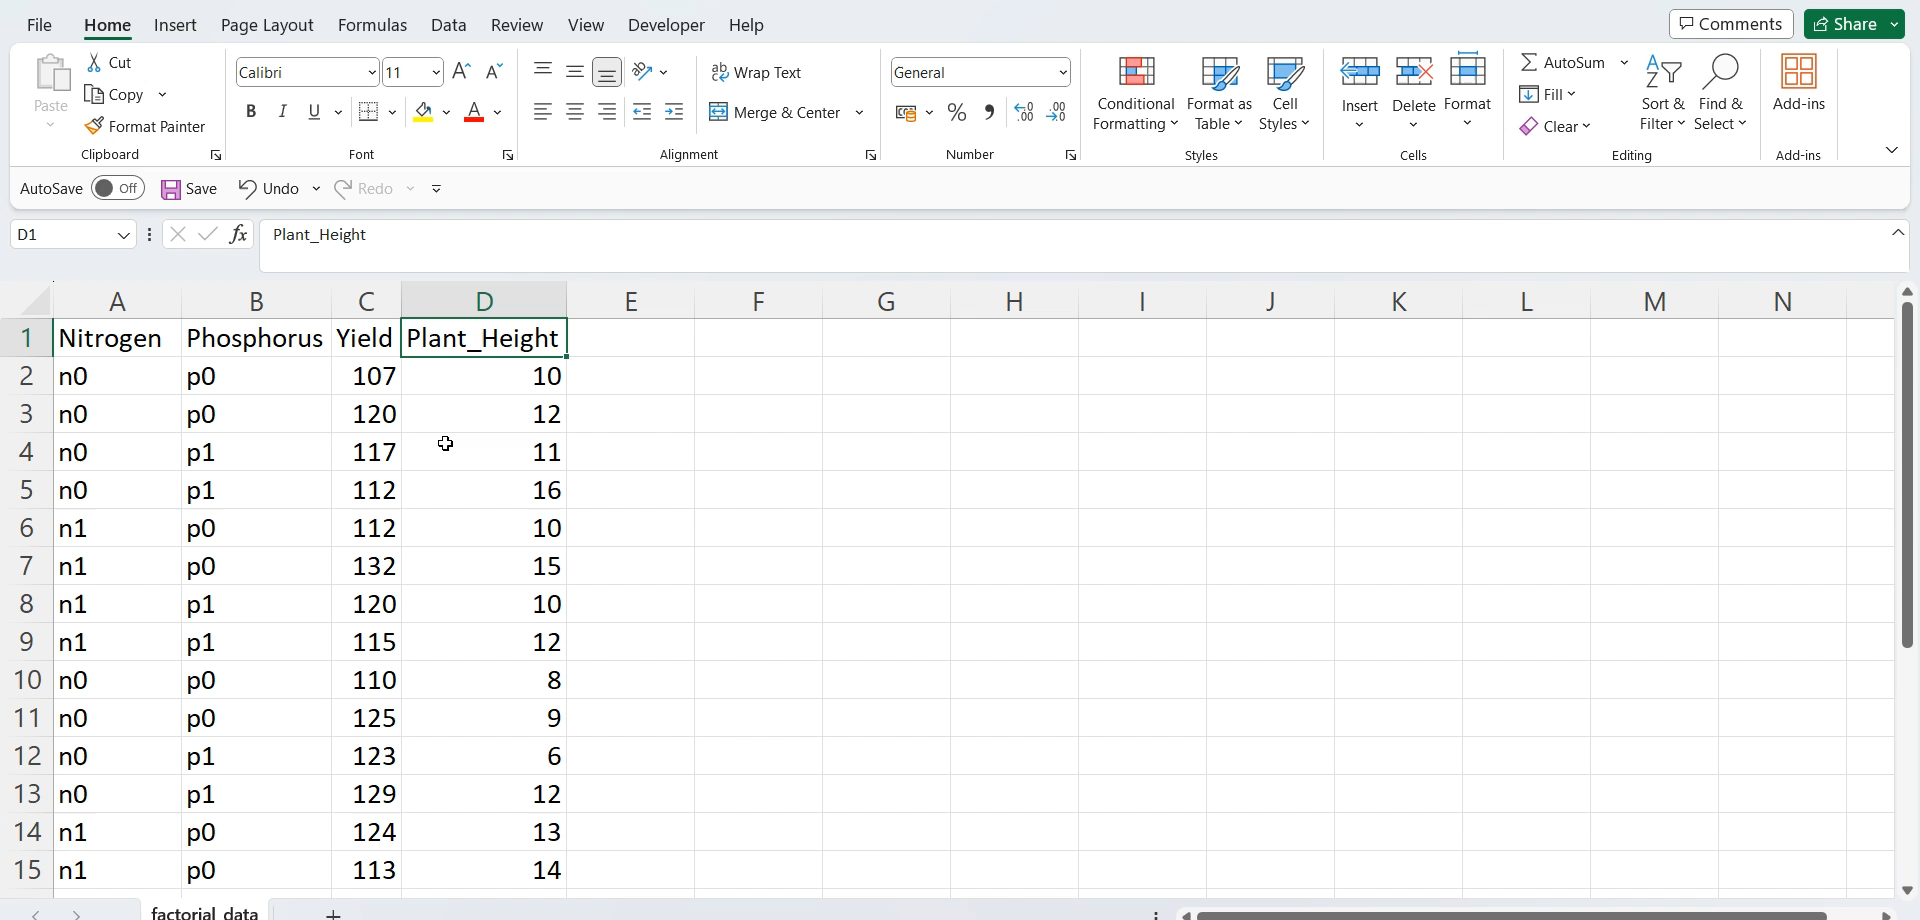 File Home Insert Page Layout Formulas Data Review View Developer Help Comments Share
Paste Cut Copy Format Painter Clipboard
Calibri 11 B I U A Font
Wrap Text Merge & Center Alignment
General % Number
Conditional Formatting Format as Table Cell Styles Styles
Insert Delete Format Cells
AutoSum Fill Clear Sort & Filter Find & Select Editing
Add-ins Add-ins
AutoSave Off Save Undo Redo
D1 fx Plant_Height
A B C D E F G H I J K L M N
1 Nitrogen Phosphorus Yield Plant_Height
2 n0 p0 107 10
3 n0 p0 120 12
4 n0 p1 117 11
5 n0 p1 112 16
6 n1 p0 112 10
7 n1 p0 132 15
8 n1 p1 120 10
9 n1 p1 115 12
10 n0 p0 110 8
11 n0 p0 125 9
12 n0 p1 123 6
13 n0 p1 129 12
14 n1 p0 124 13
15 n1 p0 113 14
factorial_data